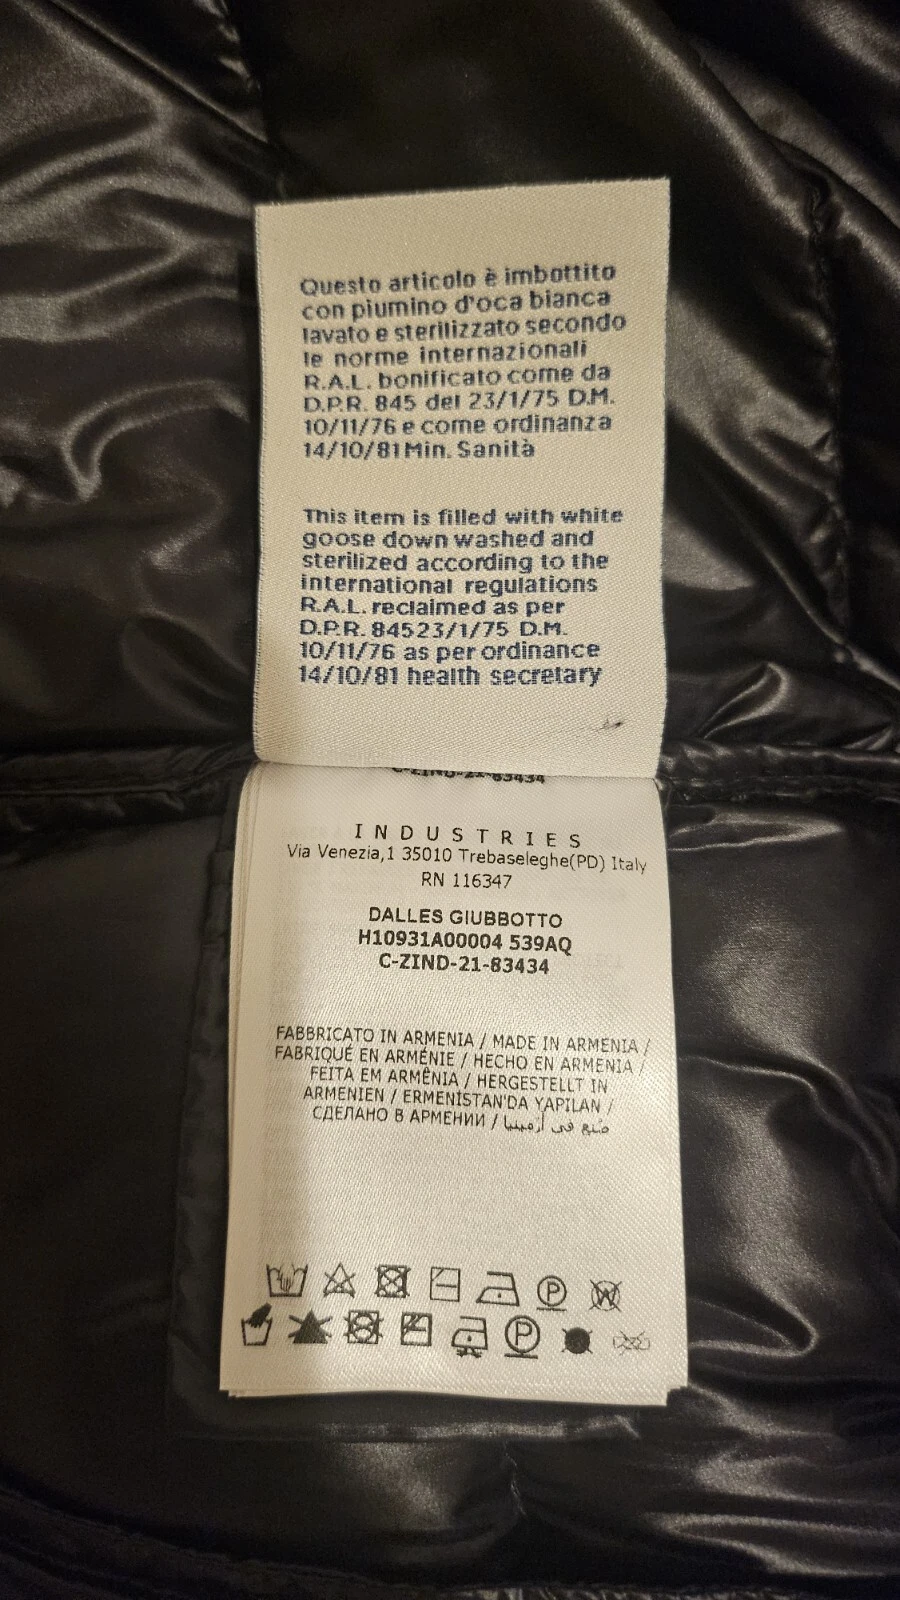 Questo articolo è imbottito
con piumino d'oca bianca
lavato e sterilizzato secondo
le norme internazionali
R.A.L. bonificato come da
D.P.R. 845 del 23/1/75 D.M.
10/11/76 e come ordinanza
14/10/81 Min. Sanità
This item is filled with white
goose down washed and
sterilized according to the
international regulations
R.A.L. reclaimed as per
D.P.R. 84523/1/75 D.M.
10/11/76 as per ordinance
14/10/81 health secretary
C-ZIND-21-83434
INDUSTRIES
Via Venezia,1 35010 Trebaseleghe(PD) Italy
RN 116347
DALLES GIUBBOTTO
H10931A00004 539AQ
C-ZIND-21-83434
FABBRICATO IN ARMENIA / MADE IN ARMENIA /
FABRIQUÉ EN ARMÉNIE / HECHO EN ARMENIA /
FEITA EM ARMÊNIA / HERGESTELLT IN
ARMENIEN / ERMENİSTAN'DA YAPILAN /
СДЕЛАНО В АРМЕНИИ / صنع في أرمينيا
P W
P